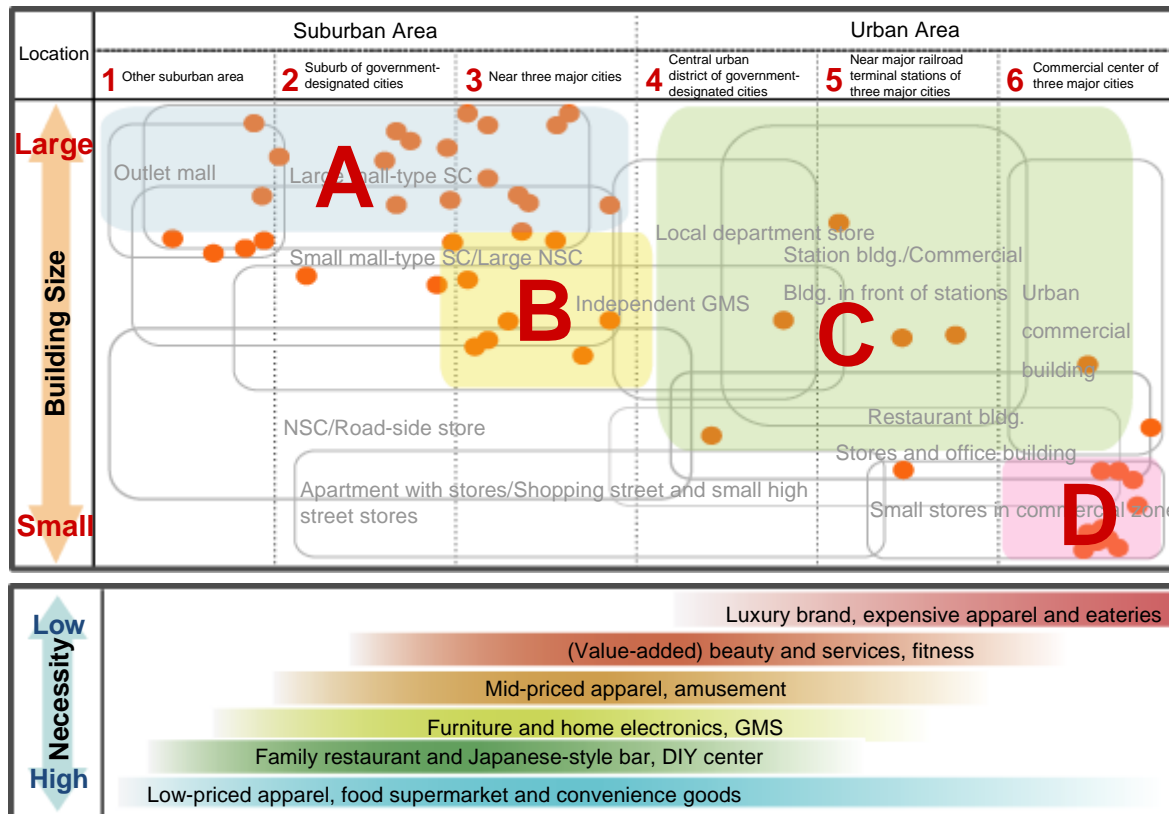 Location
Suburban Area
Urban Area
1 Other suburban area
2 Suburb of government-
designated cities
3 Near three major cities
4 Central urban
district of government-
designated cities
5 Near major railroad
terminal stations of
three major cities
6 Commercial center of
three major cities
Large
Building Size
Small
Outlet mall
Large mall-type SC
A
Small mall-type SC/Large NSC
B
Independent GMS
Local department store
Station bldg./Commercial
Bldg. in front of stations
C
Urban
commercial
building
Restaurant bldg.
NSC/Road-side store
Stores and office building
Apartment with stores/Shopping street and small high
street stores
Small stores in commercial zone
D
Low
Necessity
High
Luxury brand, expensive apparel and eateries
(Value-added) beauty and services, fitness
Mid-priced apparel, amusement
Furniture and home electronics, GMS
Family restaurant and Japanese-style bar, DIY center
Low-priced apparel, food supermarket and convenience goods